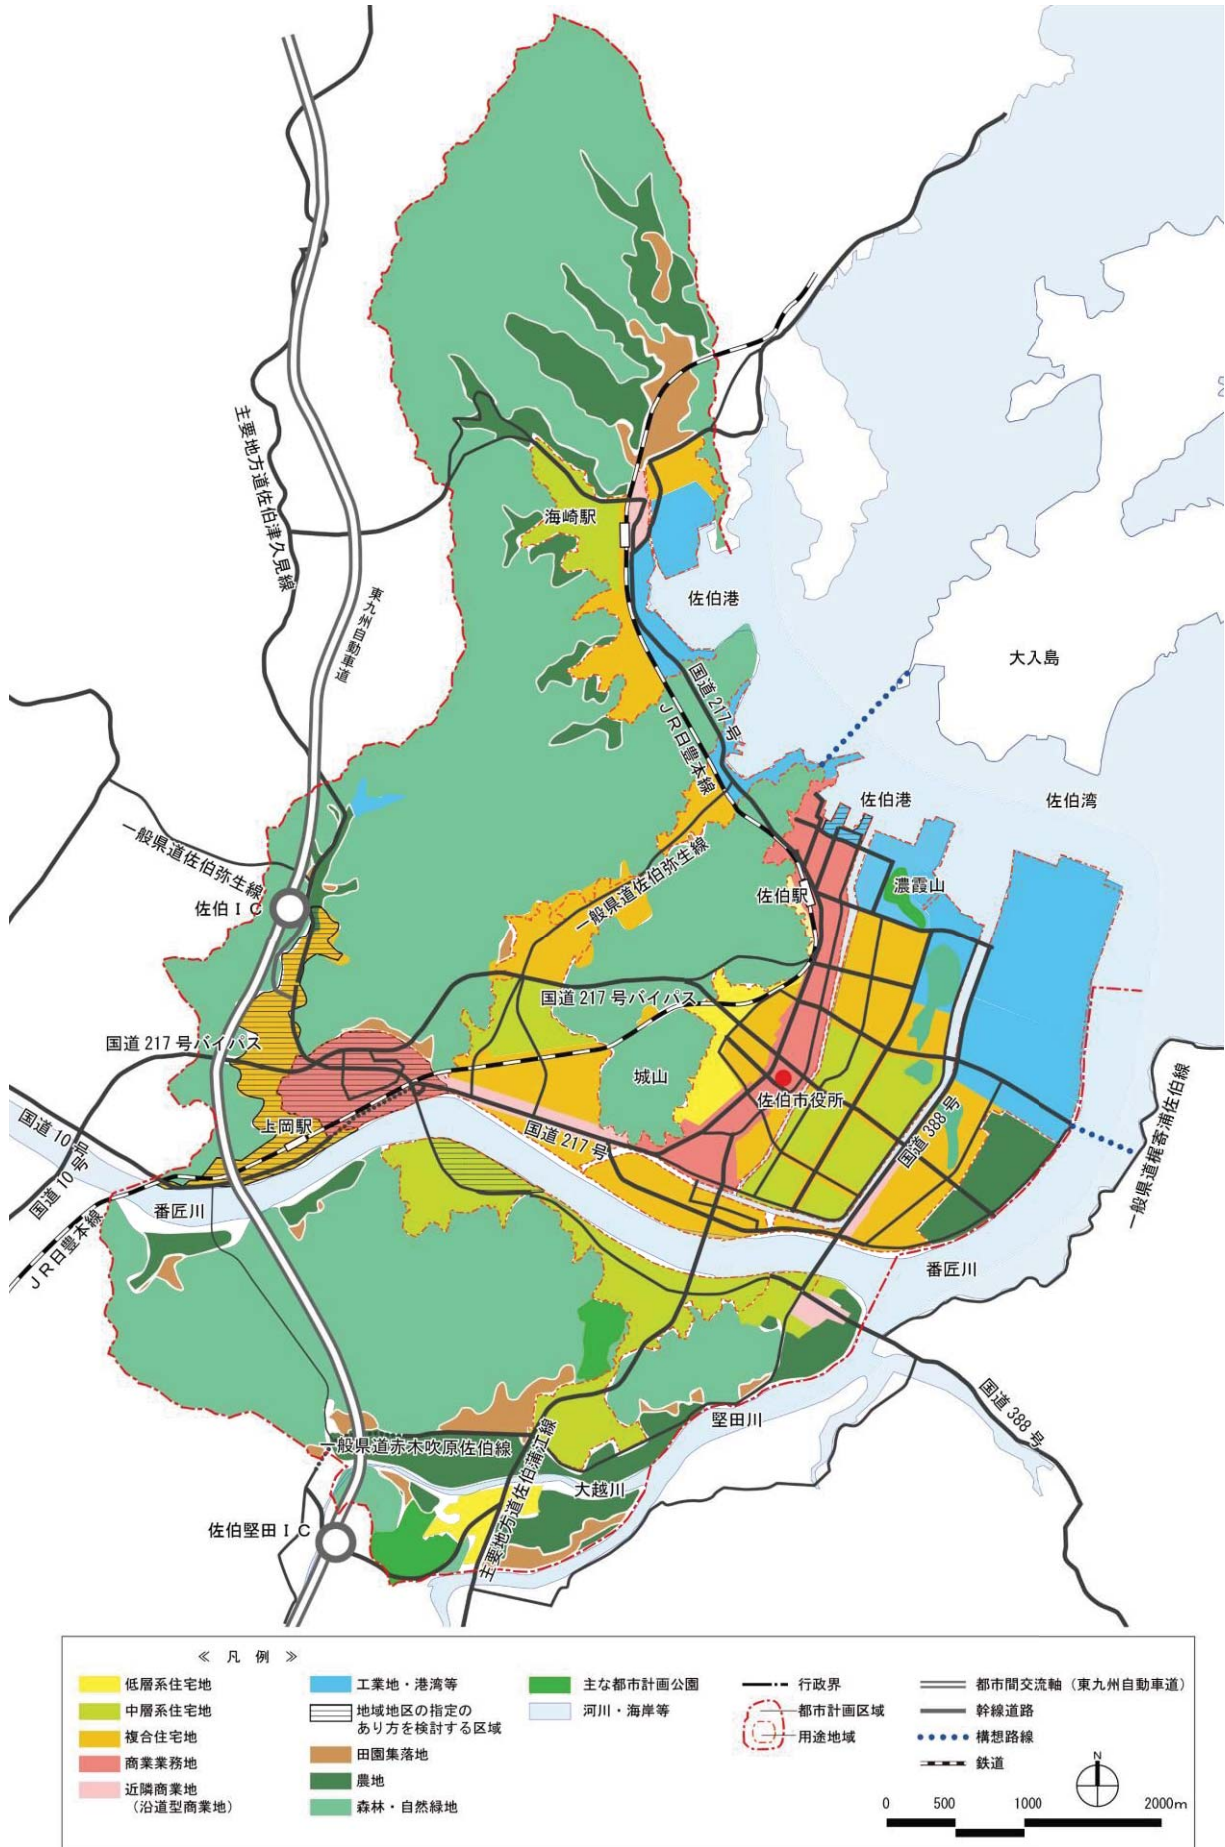 主要地方道佐伯津久見線
東九州自動車道
海崎駅
佐伯港
大入島
国道217号
JR日豊本線
佐伯港
佐伯湾
一般県道佐伯弥生線
佐伯IC
一般県道佐伯弥生線
佐伯駅
濃霞山
国道217号バイパス
国道217号バイパス
城山
佐伯市役所
上岡駅
国道10号
国道10号
国道217号
国道388号
一般県道梶寄浦佐伯線
番匠川
JR日豊本線
番匠川
国道388号
堅田川
一般県道赤木吹原佐伯線
大越川
主要地方道佐伯蒲江線
佐伯堅田IC
≪ 凡 例 ≫
低層系住宅地
中層系住宅地
複合住宅地
商業業務地
近隣商業地
(沿道型商業地)
工業地・港湾等
地域地区の指定の
あり方を検討する区域
田園集落地
農地
森林・自然緑地
主な都市計画公園
河川・海岸等
行政界
都市計画区域
用途地域
都市間交流軸(東九州自動車道)
幹線道路
構想路線
鉄道
N
0 500 1000 2000m